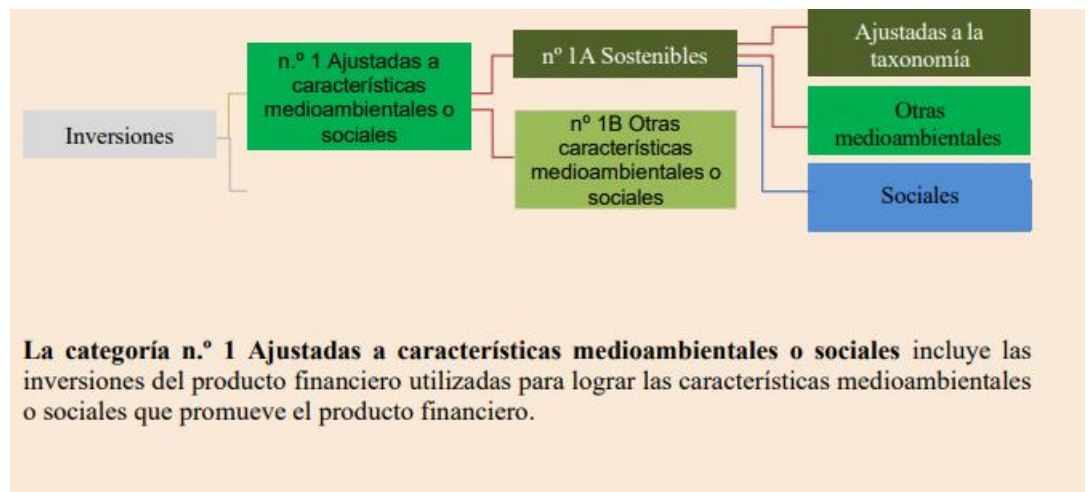 Inversiones
n.º 1 Ajustadas a
características
medioambientales o
sociales
nº 1A Sostenibles
nº 1B Otras
características
medioambientales o
sociales
Ajustadas a la
taxonomía
Otras
medioambientales
Sociales
La categoría n.º 1 Ajustadas a características medioambientales o sociales incluye las
inversiones del producto financiero utilizadas para lograr las características medioambientales
o sociales que promueve el producto financiero.